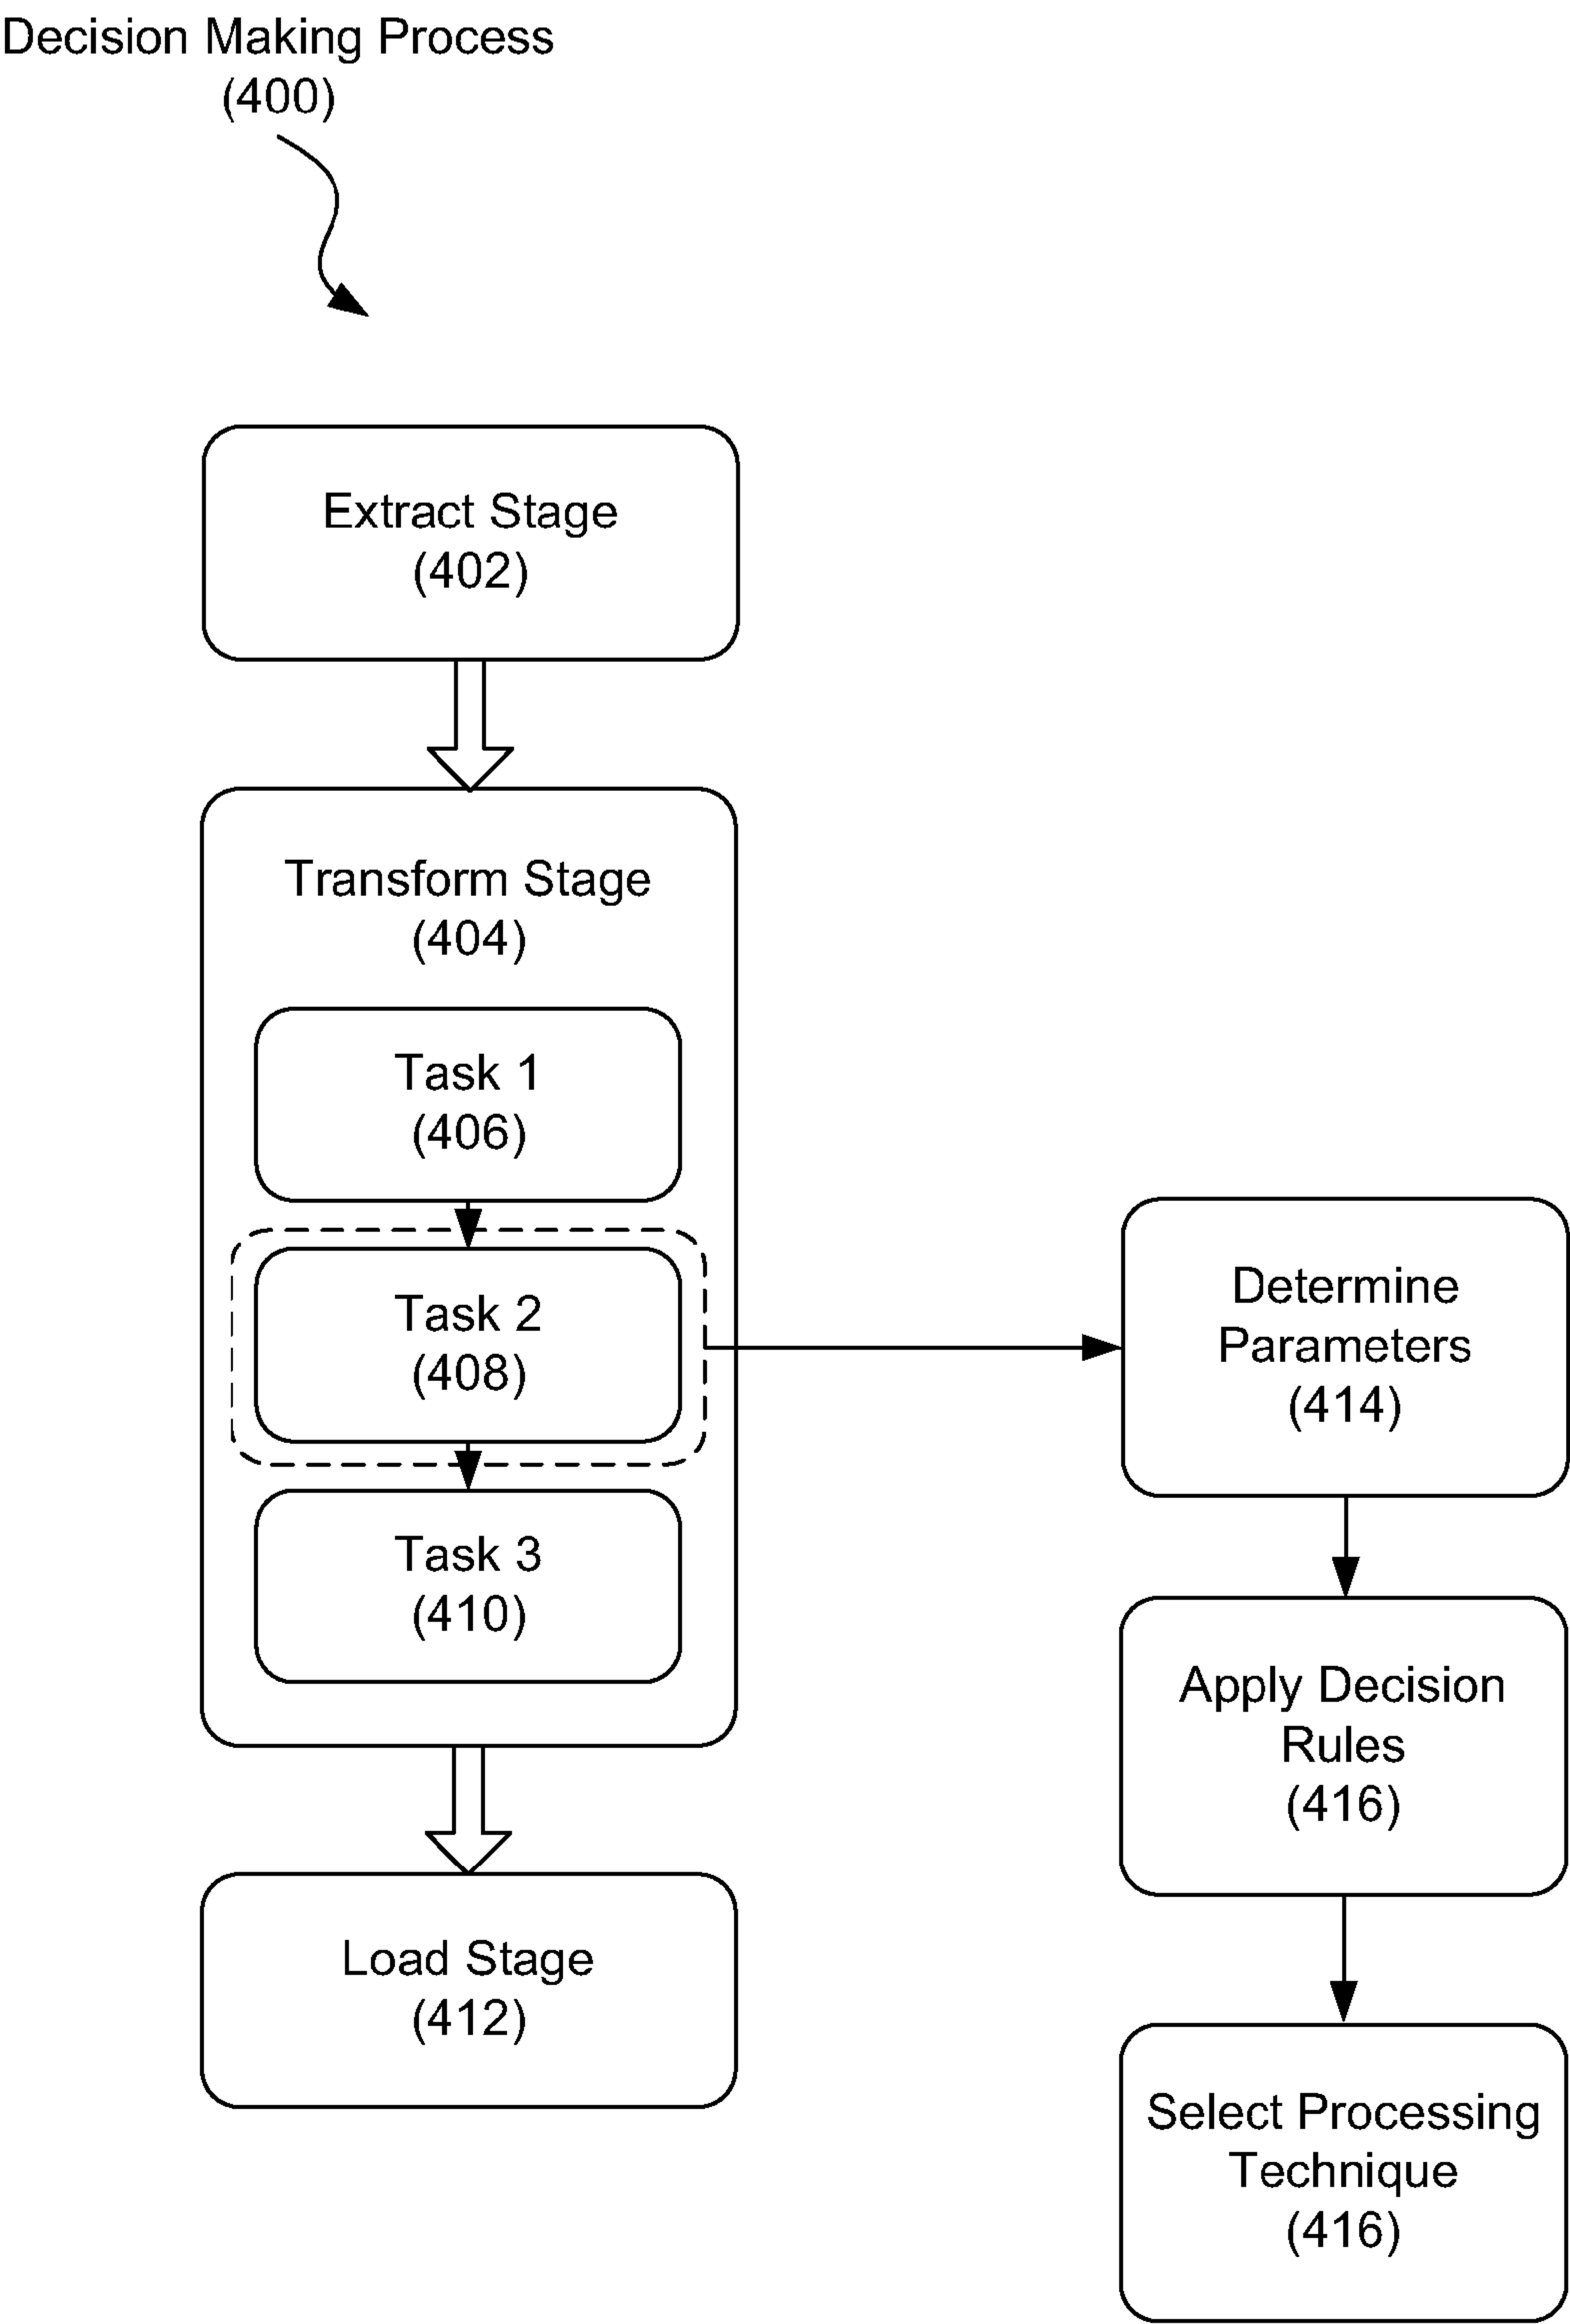 Decision Making Process
(400)
Extract Stage
(402)
Transform Stage
(404)
Task 1
(406)
Task 2
(408)
Task 3
(410)
Load Stage
(412)
Determine
Parameters
(414)
Apply Decision
Rules
(416)
Select Processing
Technique
(416)